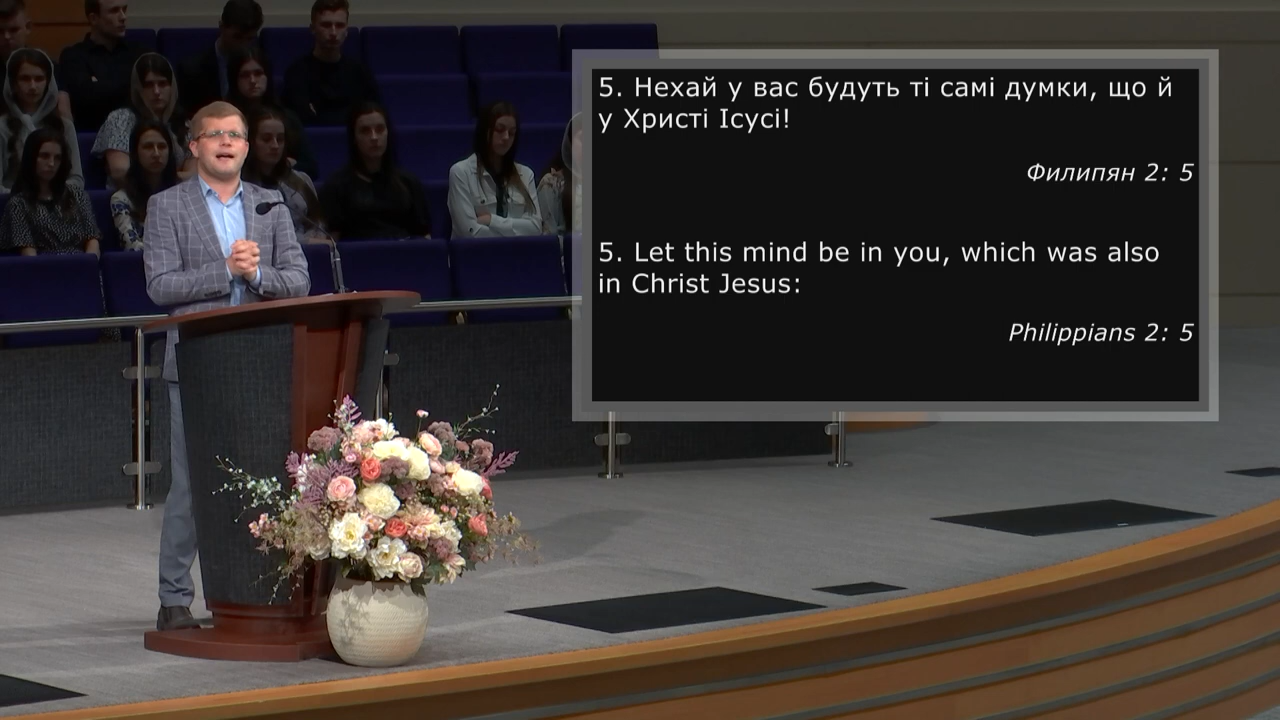 5. Нехай у вас будуть ті самі думки, що й
у Христі Ісусі!
Филипян 2: 5
5. Let this mind be in you, which was also
in Christ Jesus:
Philippians 2: 5